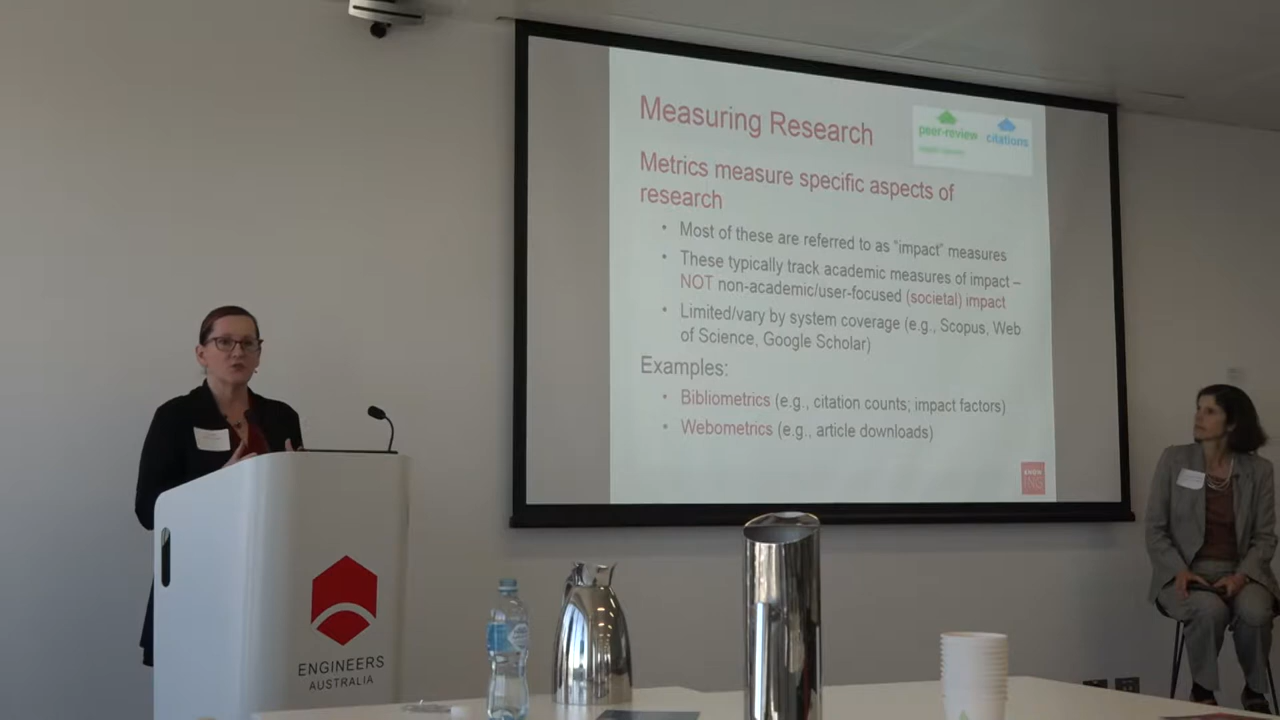 Measuring Research
peer-review
citations
Metrics measure specific aspects of
research
• Most of these are referred to as "impact" measures
• These typically track academic measures of impact –
NOT non-academic/user-focused (societal) impact
• Limited/vary by system coverage (e.g., Scopus, Web
of Science, Google Scholar)
Examples:
• Bibliometrics (e.g., citation counts; impact factors)
• Webometrics (e.g., article downloads)
ENGINEERS
AUSTRALIA